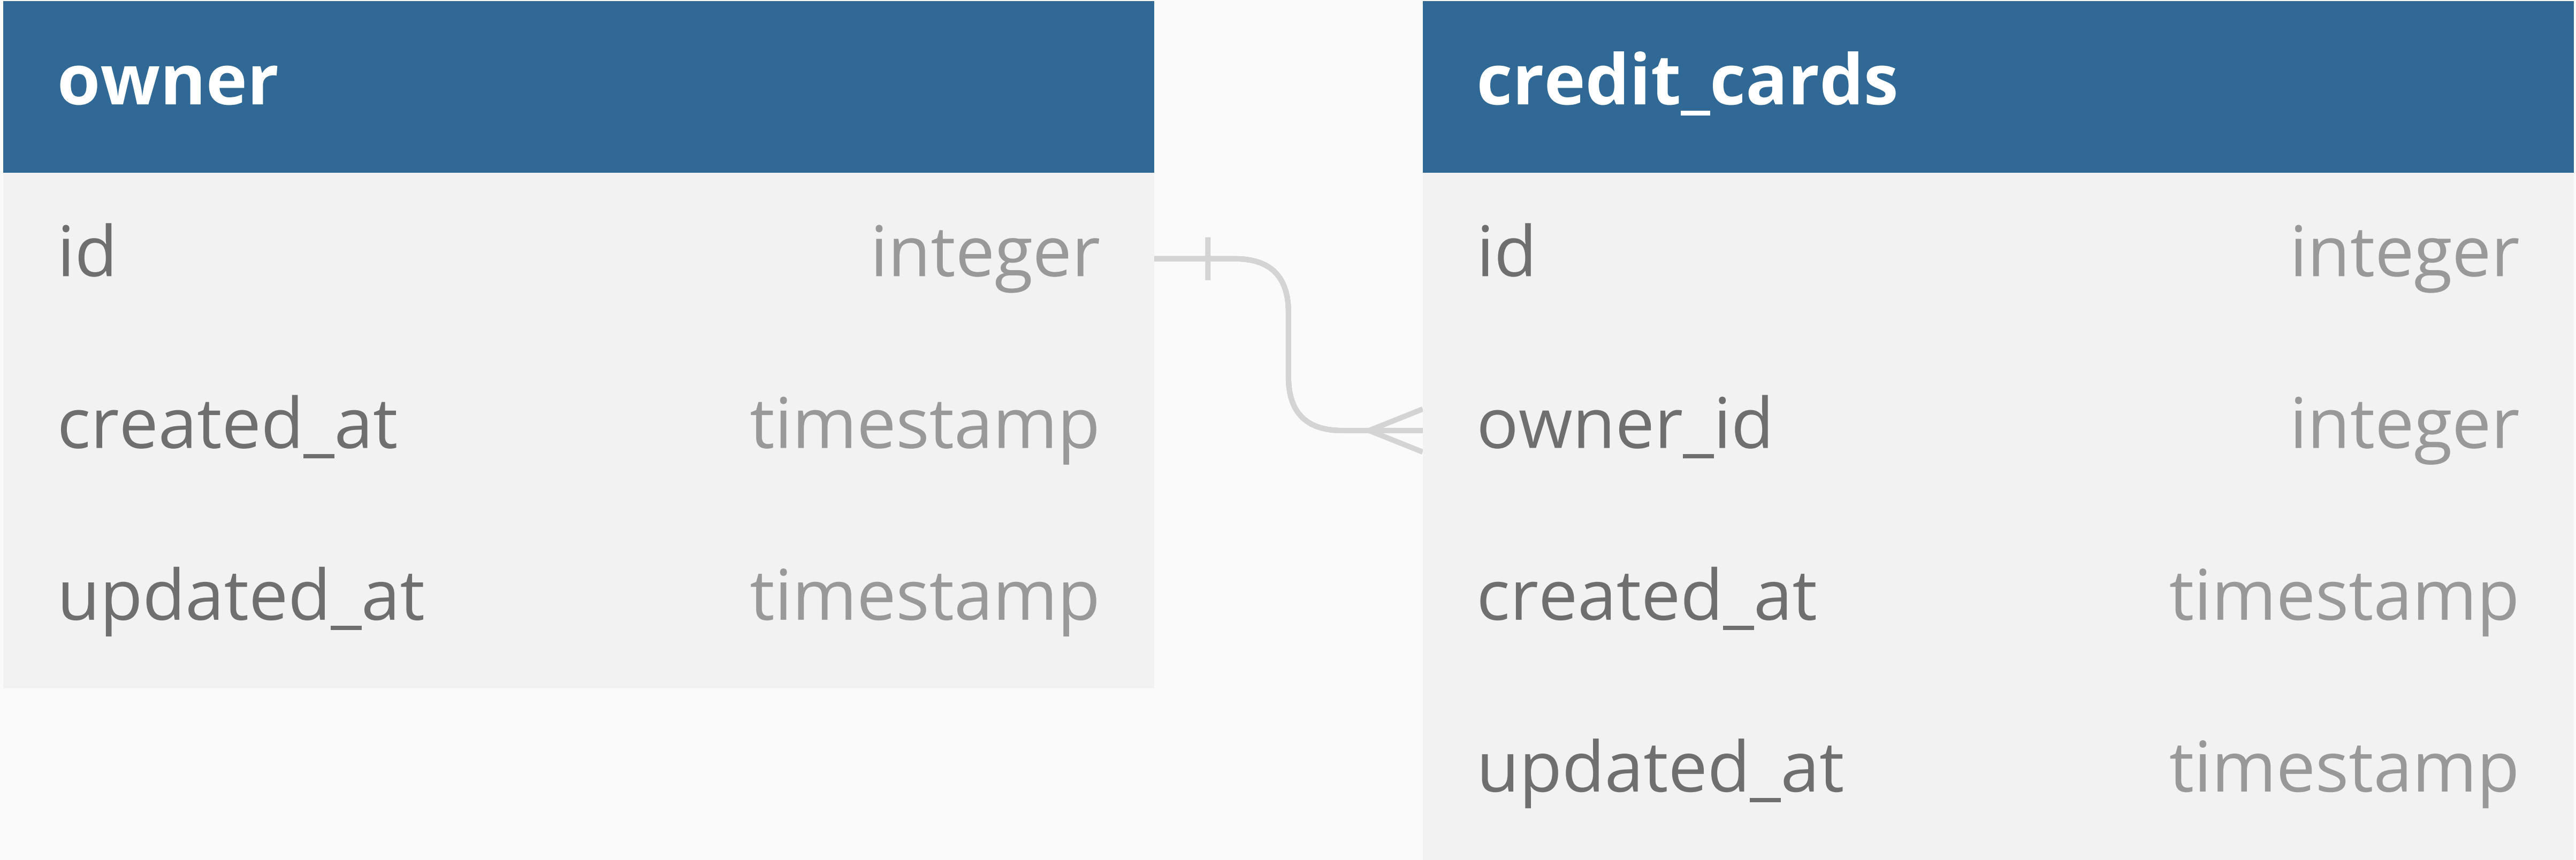 owner
id integer
created_at timestamp
updated_at timestamp
credit_cards
id integer
owner_id integer
created_at timestamp
updated_at timestamp